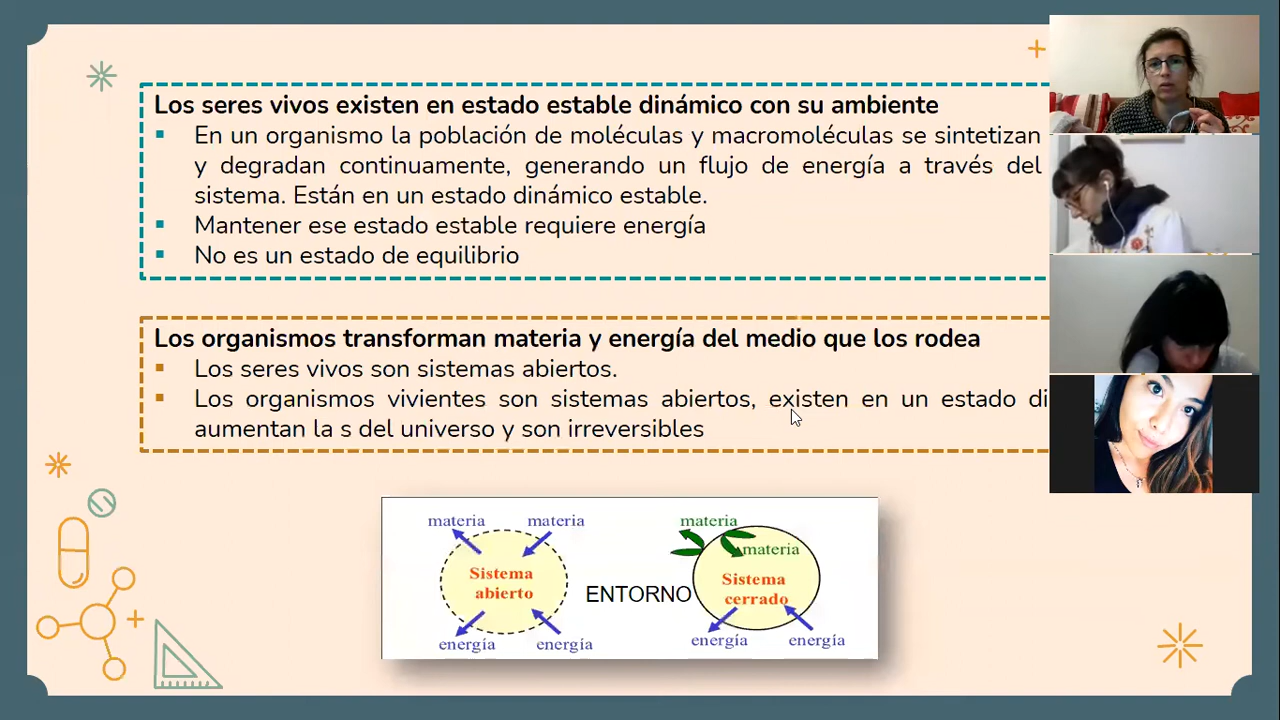 Los seres vivos existen en estado estable dinámico con su ambiente
En un organismo la población de moléculas y macromoléculas se sintetizan
y degradan continuamente, generando un flujo de energía a través del
sistema. Están en un estado dinámico estable.
Mantener ese estado estable requiere energía
No es un estado de equilibrio
Los organismos transforman materia y energía del medio que los rodea
Los seres vivos son sistemas abiertos.
Los organismos vivientes son sistemas abiertos, existen en un estado di
aumentan la s del universo y son irreversibles
materia materia
Sistema
abierto
energía energía
ENTORNO
materia
materia
Sistema
cerrado
energía energía